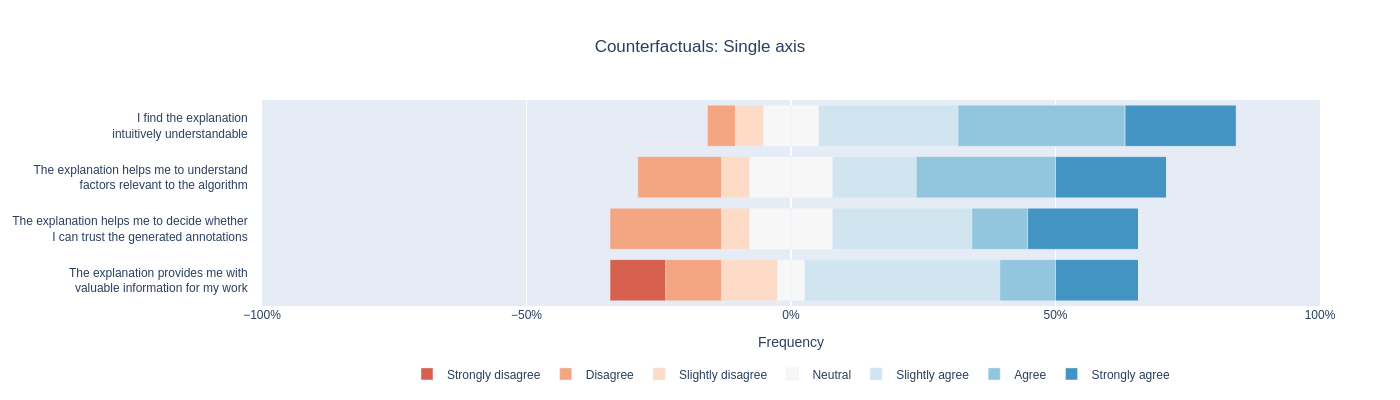 Counterfactuals: Single axis
I find the explanation
intuitively understandable
The explanation helps me to understand
factors relevant to the algorithm
The explanation helps me to decide whether
I can trust the generated annotations
The explanation provides me with
valuable information for my work
−100%
−50%
0%
50%
100%
Frequency
Strongly disagree
Disagree
Slightly disagree
Neutral
Slightly agree
Agree
Strongly agree